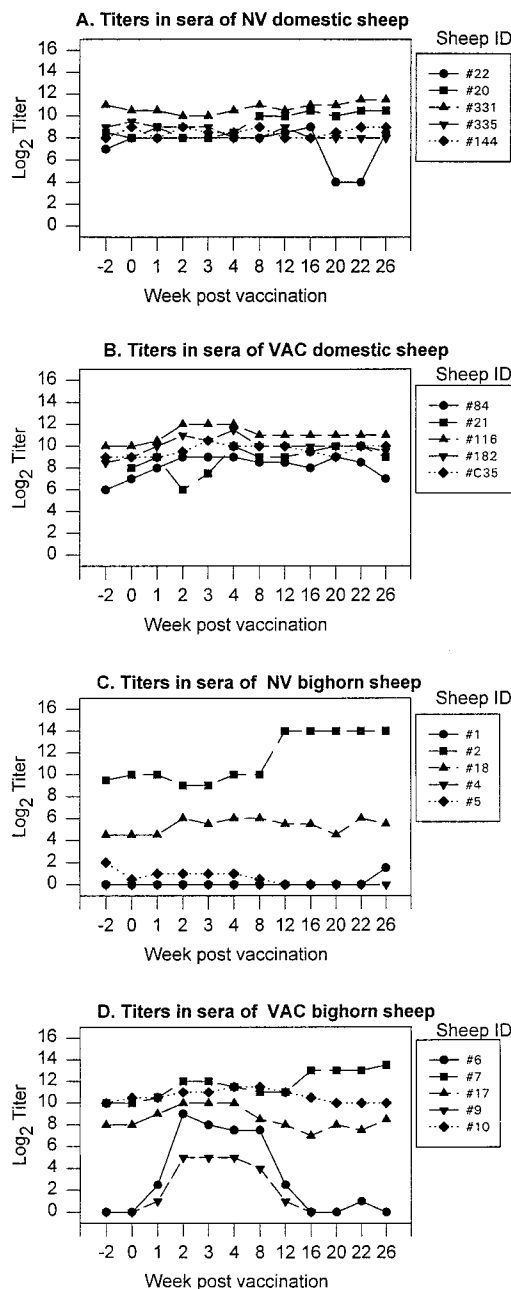 A. Titers in sera of NV domestic sheep
Sheep ID
16
14
12
10
8
6
4
2
0
Log2 Titer
#22
#20
#331
#335
#144
-2 0 1 2 3 4 8 12 16 20 22 26
Week post vaccination
B. Titers in sera of VAC domestic sheep
Sheep ID
16
14
12
10
8
6
4
2
0
Log2 Titer
#84
#21
#116
#182
#C35
-2 0 1 2 3 4 8 12 16 20 22 26
Week post vaccination
C. Titers in sera of NV bighorn sheep
Sheep ID
16
14
12
10
8
6
4
2
0
Log2 Titer
#1
#2
#18
#4
#5
-2 0 1 2 3 4 8 12 16 20 22 26
Week post vaccination
D. Titers in sera of VAC bighorn sheep
Sheep ID
16
14
12
10
8
6
4
2
0
Log2 Titer
#6
#7
#17
#9
#10
-2 0 1 2 3 4 8 12 16 20 22 26
Week post vaccination